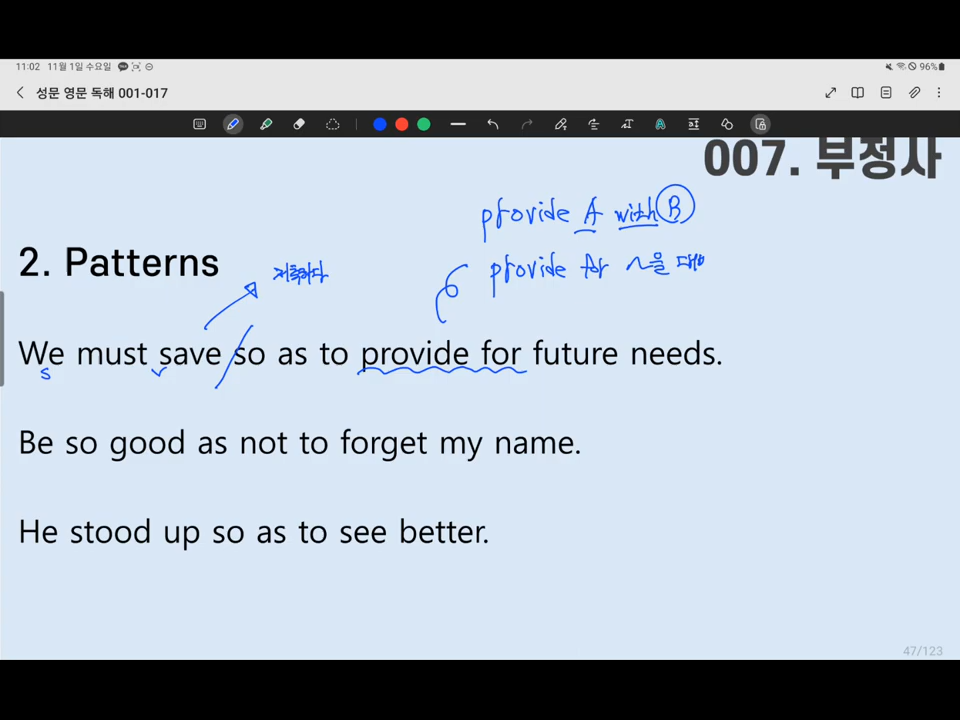 11:02 11월 1일 수요일
96%
성문 영문 독해 001-017
007. 부정사
provide A with B
2. Patterns
저축하다
provide for ~을 대비
We must save so as to provide for future needs.
s v
Be so good as not to forget my name.
He stood up so as to see better.
47/123